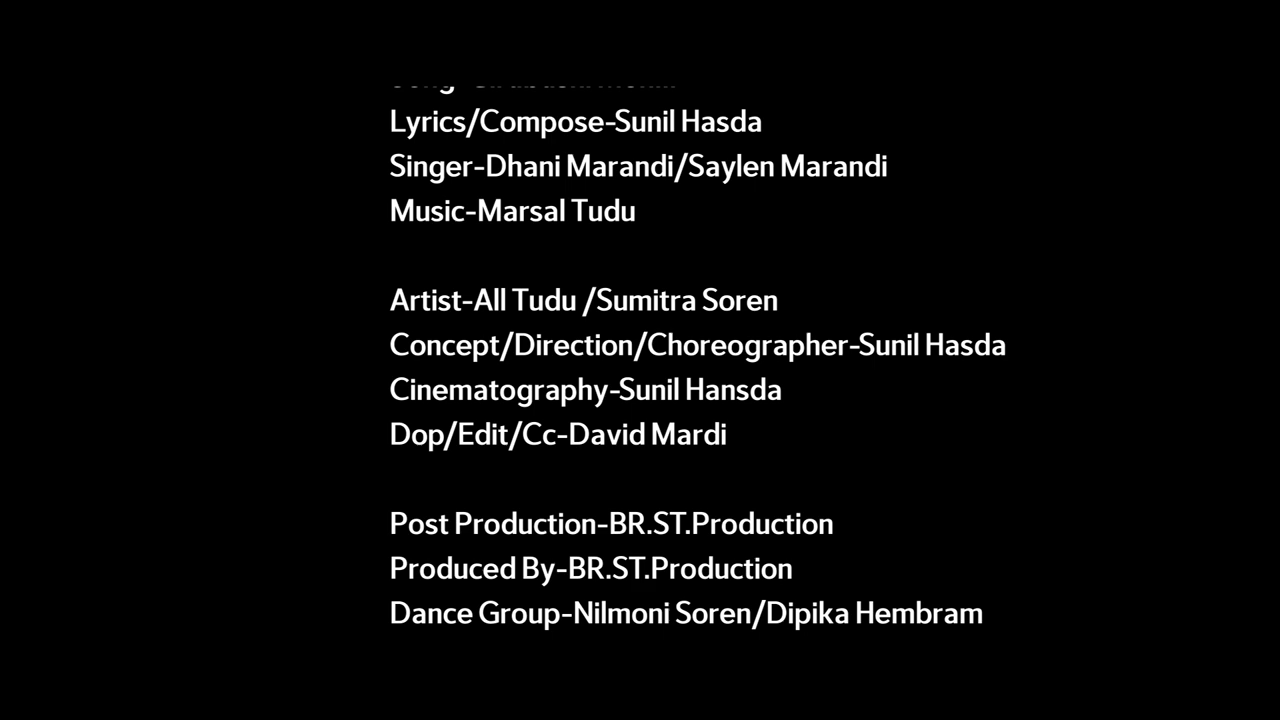 Lyrics/Compose-Sunil Hasda
Singer-Dhani Marandi/Saylen Marandi
Music-Marsal Tudu
Artist-All Tudu /Sumitra Soren
Concept/Direction/Choreographer-Sunil Hasda
Cinematography-Sunil Hansda
Dop/Edit/Cc-David Mardi
Post Production-BR.ST.Production
Produced By-BR.ST.Production
Dance Group-Nilmoni Soren/Dipika Hembram